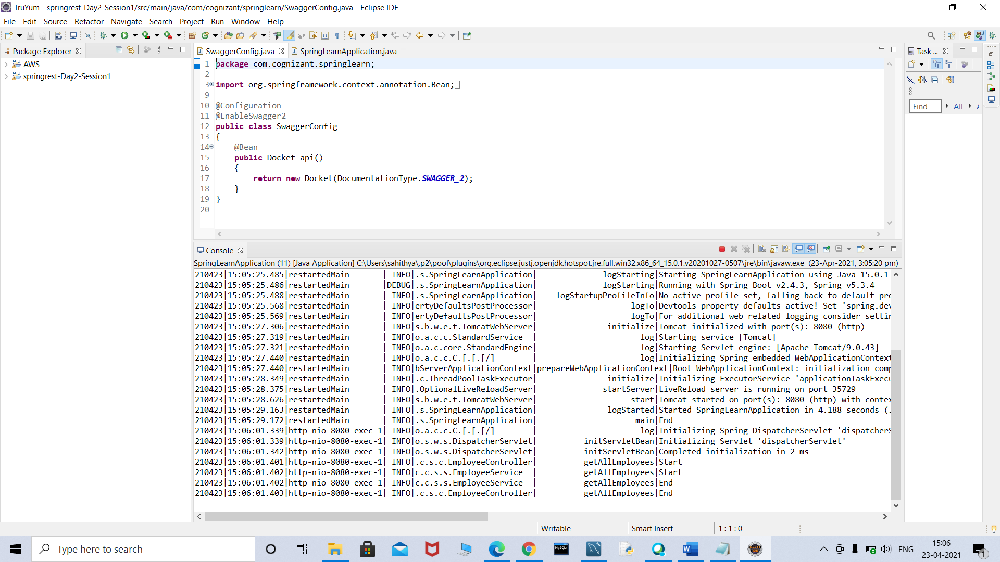 TruYum - springrest-Day2-Session1/src/main/java/com/cognizant/springlearn/SwaggerConfig.java - Eclipse IDE
File Edit Source Refactor Navigate Search Project Run Window Help
Package Explorer
AWS
springrest-Day2-Session1
SwaggerConfig.java SpringLearnApplication.java
1 package com.cognizant.springlearn;
2
3 import org.springframework.context.annotation.Bean;
9
10 @Configuration
11 @EnableSwagger2
12 public class SwaggerConfig
13 {
14 @Bean
15 public Docket api()
16 {
17 return new Docket(DocumentationType.SWAGGER_2);
18 }
19 }
20
Task ...
Find All
Console
SpringLearnApplication (11) [Java Application] C:\Users\sahithya\.p2\pool\plugins\org.eclipse.justj.openjdk.hotspot.jre.full.win32.x86_64_15.0.1.v20201027-0507\jre\bin\javaw.exe (23-Apr-2021, 3:05:20 pm)
210423|15:05:25.485|restartedMain | INFO|.s.SpringLearnApplication| logStarting|Starting SpringLearnApplication using Java 15.0.1
210423|15:05:25.486|restartedMain |DEBUG|.s.SpringLearnApplication| logStarting|Running with Spring Boot v2.4.3, Spring v5.3.4
210423|15:05:25.488|restartedMain | INFO|.s.SpringLearnApplication| logStartupProfileInfo|No active profile set, falling back to default pro
210423|15:05:25.568|restartedMain | INFO|ertyDefaultsPostProcessor| logTo|Devtools property defaults active! Set 'spring.dev
210423|15:05:25.569|restartedMain | INFO|ertyDefaultsPostProcessor| logTo|For additional web related logging consider settin
210423|15:05:27.306|restartedMain | INFO|s.b.w.e.t.TomcatWebServer| initialize|Tomcat initialized with port(s): 8080 (http)
210423|15:05:27.319|restartedMain | INFO|o.a.c.c.StandardService | log|Starting service [Tomcat]
210423|15:05:27.321|restartedMain | INFO|o.a.c.core.StandardEngine| log|Starting Servlet engine: [Apache Tomcat/9.0.43]
210423|15:05:27.440|restartedMain | INFO|o.a.c.c.C.[.[.[/] | log|Initializing Spring embedded WebApplicationContext
210423|15:05:27.440|restartedMain | INFO|bServerApplicationContext|prepareWebApplicationContext|Root WebApplicationContext: initialization comp
210423|15:05:28.349|restartedMain | INFO|.c.ThreadPoolTaskExecutor| initialize|Initializing ExecutorService 'applicationTaskExecu
210423|15:05:28.375|restartedMain | INFO|.OptionalLiveReloadServer| startServer|LiveReload server is running on port 35729
210423|15:05:28.626|restartedMain | INFO|s.b.w.e.t.TomcatWebServer| start|Tomcat started on port(s): 8080 (http) with contex
210423|15:05:29.163|restartedMain | INFO|.s.SpringLearnApplication| logStarted|Started SpringLearnApplication in 4.188 seconds (J
210423|15:05:29.172|restartedMain | INFO|.s.SpringLearnApplication| main|End
210423|15:06:01.339|http-nio-8080-exec-1| INFO|o.a.c.c.C.[.[.[/] | log|Initializing Spring DispatcherServlet 'dispatcherS
210423|15:06:01.339|http-nio-8080-exec-1| INFO|o.s.w.s.DispatcherServlet| initServletBean|Initializing Servlet 'dispatcherServlet'
210423|15:06:01.342|http-nio-8080-exec-1| INFO|o.s.w.s.DispatcherServlet| initServletBean|Completed initialization in 2 ms
210423|15:06:01.401|http-nio-8080-exec-1| INFO|.c.s.c.EmployeeController| getAllEmployees|Start
210423|15:06:01.402|http-nio-8080-exec-1| INFO|c.c.s.s.EmployeeService | getAllEmployees|Start
210423|15:06:01.402|http-nio-8080-exec-1| INFO|c.c.s.s.EmployeeService | getAllEmployees|End
210423|15:06:01.403|http-nio-8080-exec-1| INFO|.c.s.c.EmployeeController| getAllEmployees|End
Writable Smart Insert 1 : 1 : 0
Type here to search
ENG
15:06
23-04-2021
1